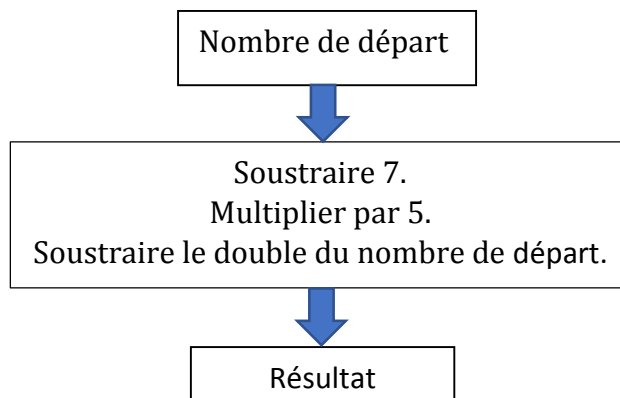 Nombre de départ
Soustraire 7.
Multiplier par 5.
Soustraire le double du nombre de départ.
Résultat